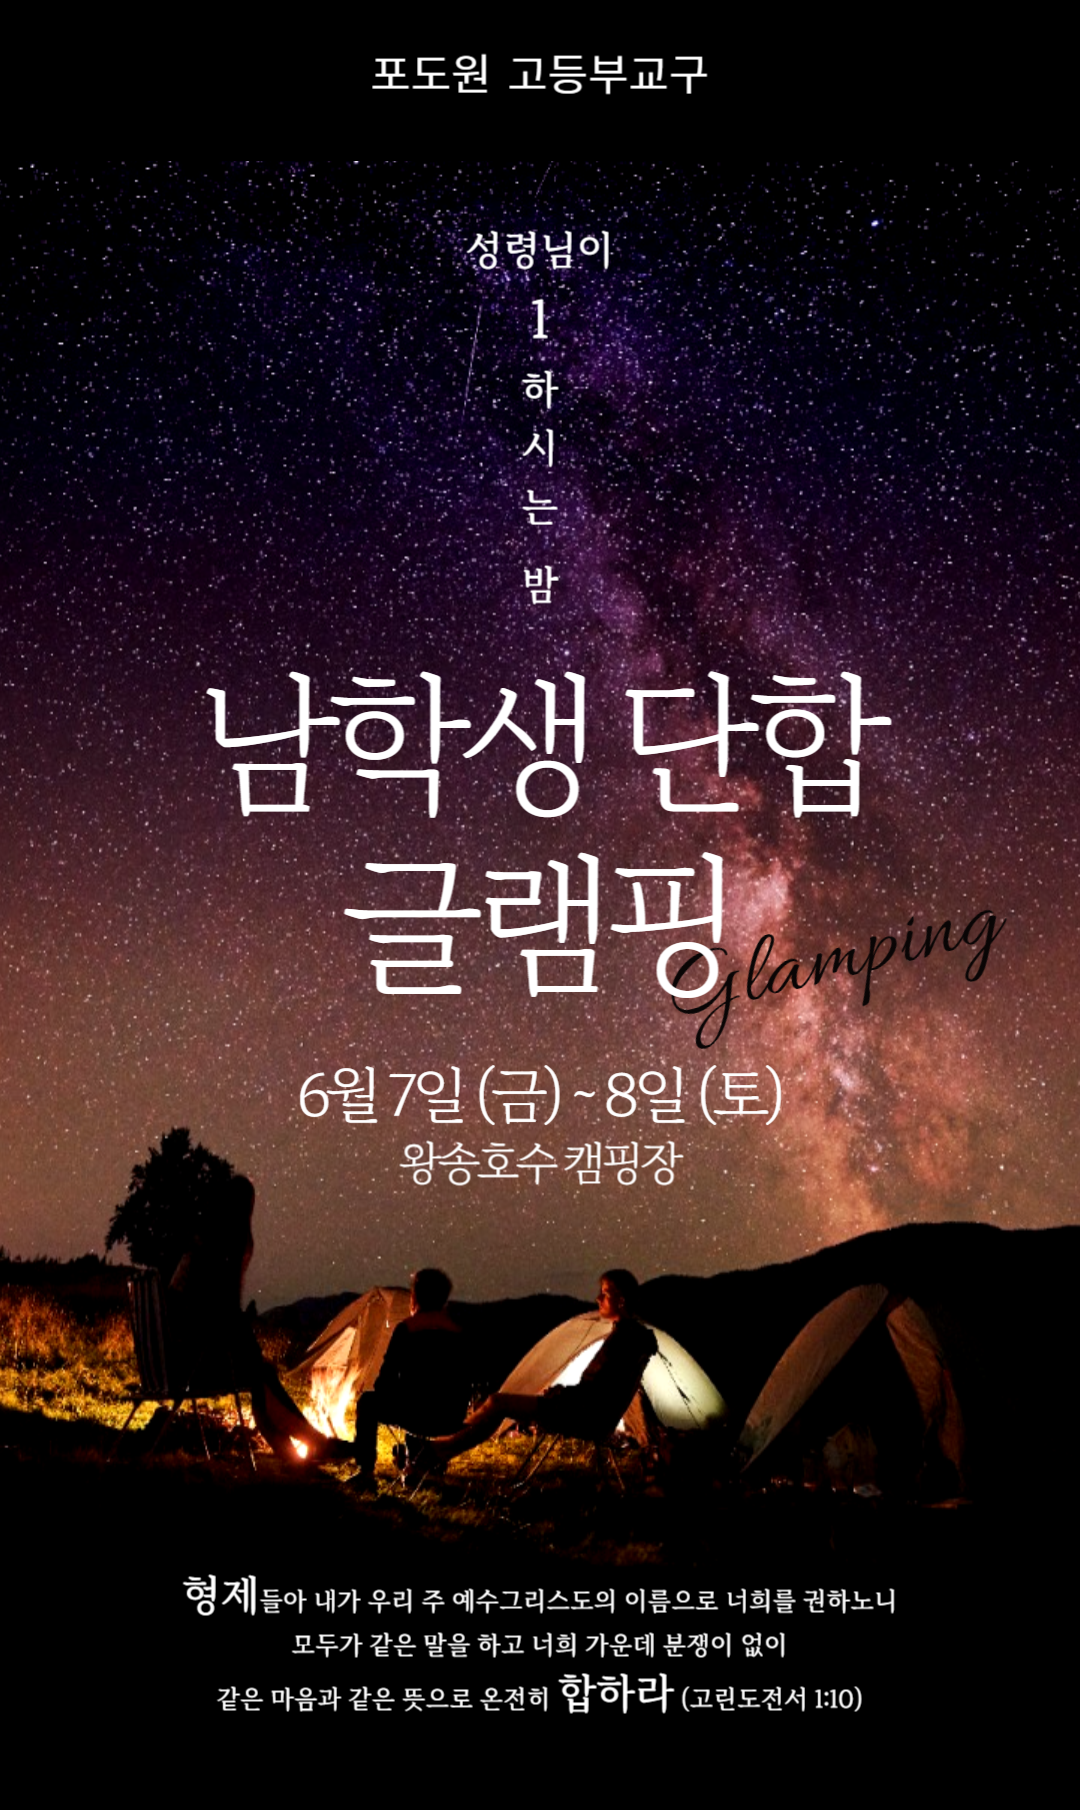 포도원 고등부교구
성령님이
1
하
시
는
밤
남학생 단합
글램핑
Glamping
6월 7일 (금) ~ 8일 (토)
왕송호수 캠핑장
형제들아 내가 우리 주 예수그리스도의 이름으로 너희를 권하노니
모두가 같은 말을 하고 너희 가운데 분쟁이 없이
같은 마음과 같은 뜻으로 온전히 합하라 (고린도전서 1:10)